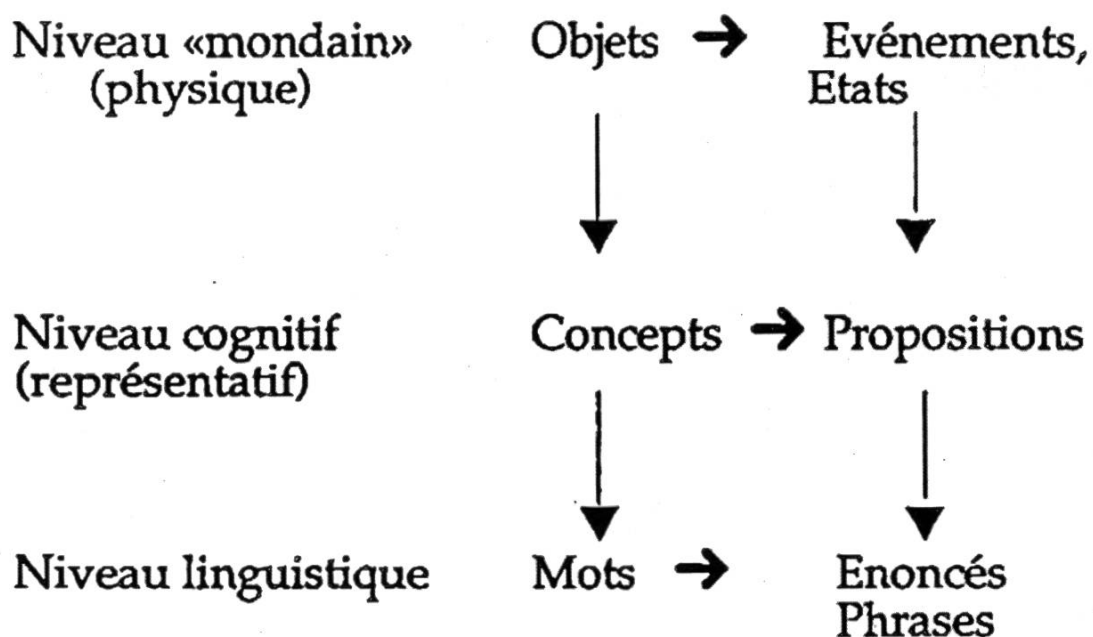 Niveau «mondain» Objets → Evénements,
(physique) Etats
Niveau cognitif Concepts → Propositions
(représentatif)
Niveau linguistique Mots → Enoncés
Phrases